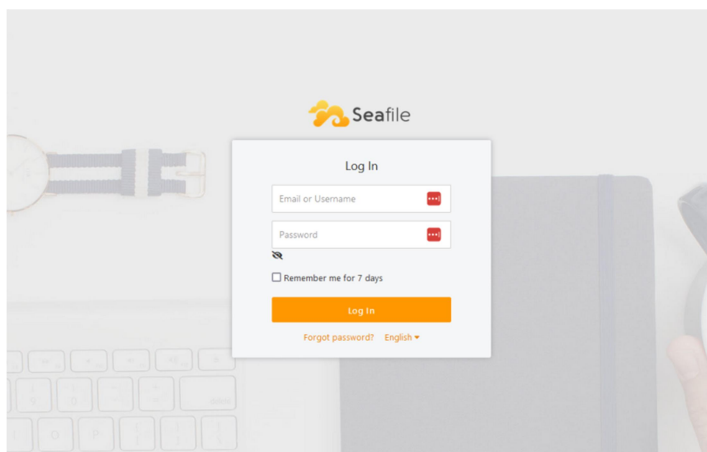 Seafile
Log In
Email or Username
Password
Remember me for 7 days
Log In
Forgot password? English